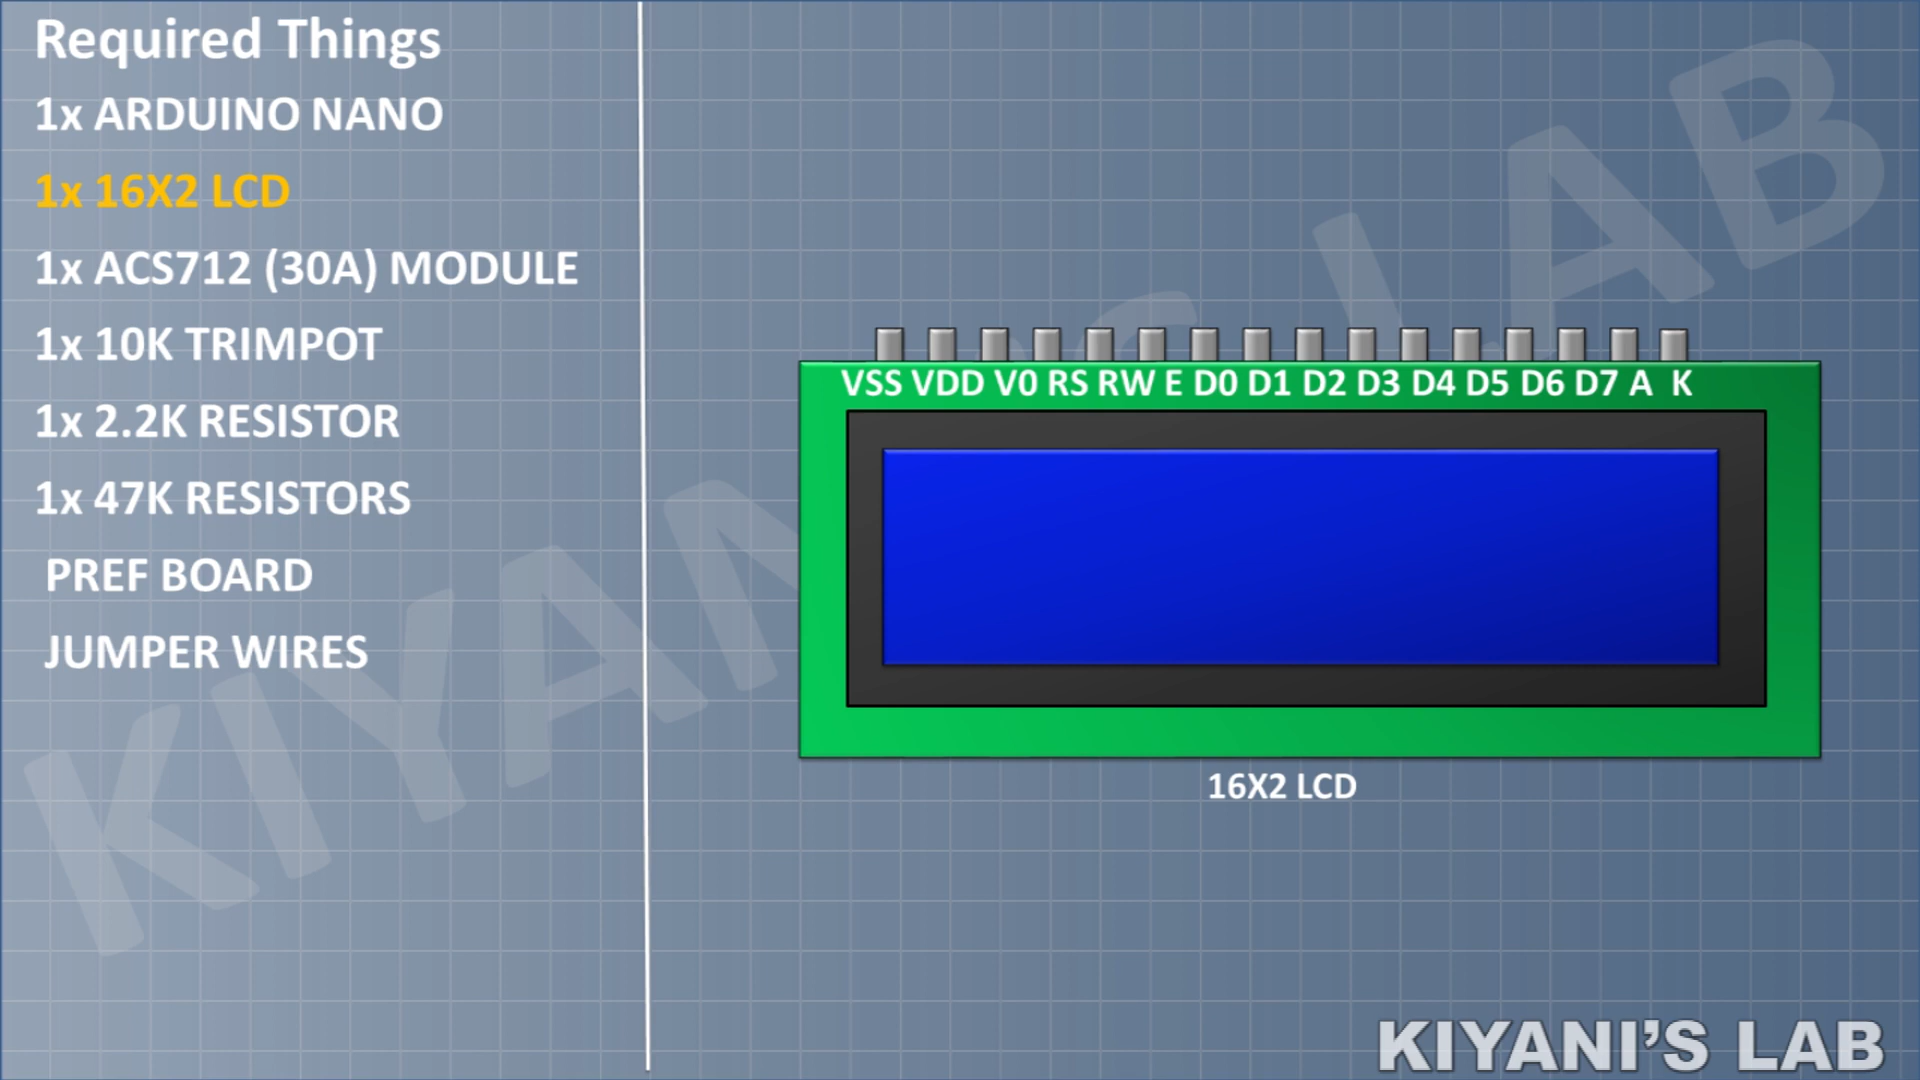 Required Things
1x ARDUINO NANO
1x 16X2 LCD
1x ACS712 (30A) MODULE
1x 10K TRIMPOT
1x 2.2K RESISTOR
1x 47K RESISTORS
PREF BOARD
JUMPER WIRES
VSS VDD V0 RS RW E D0 D1 D2 D3 D4 D5 D6 D7 A K
16X2 LCD
KIYANI'S LAB
KIYANI'S LAB